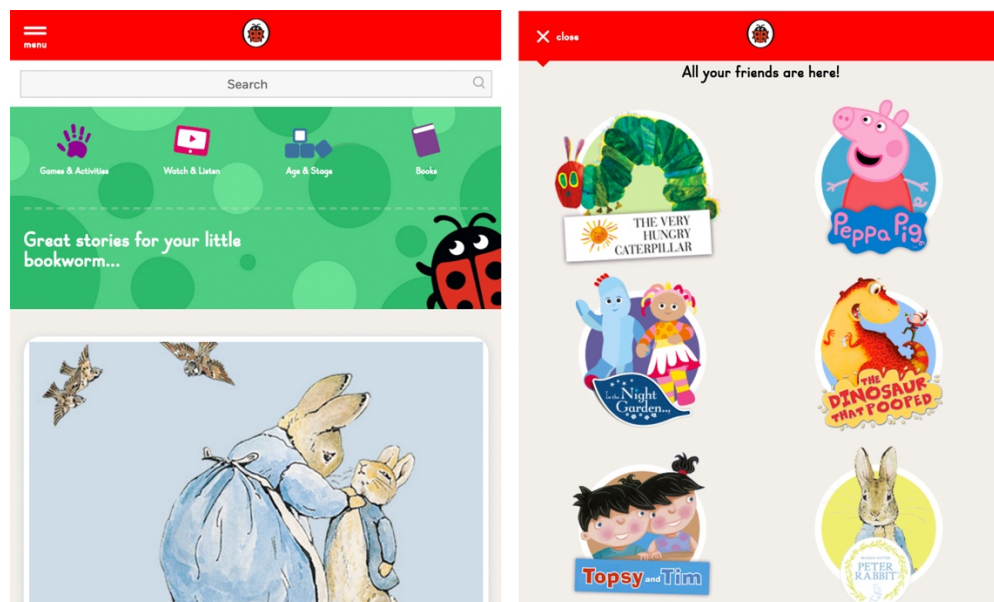 menu
Search
Games & Activities
Watch & Listen
Age & Stage
Books
Great stories for your little
bookworm...
close
All your friends are here!
THE VERY
HUNGRY
CATERPILLAR
Peppa Pig
In the Night
Garden...
THE
DINOSAUR
THAT POOPED
Topsy and Tim
PETER
RABBIT